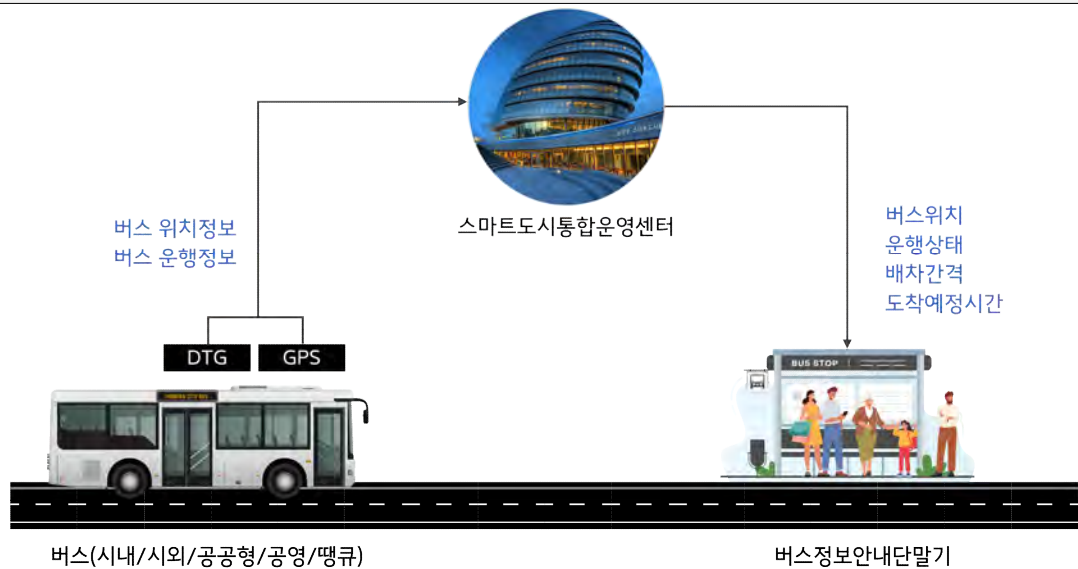 스마트도시통합운영센터
버스 위치정보
버스 운행정보
버스위치
운행상태
배차간격
도착예정시간
DTG
GPS
BUS STOP
버스(시내/시외/공공형/공영/땡큐)
버스정보안내단말기